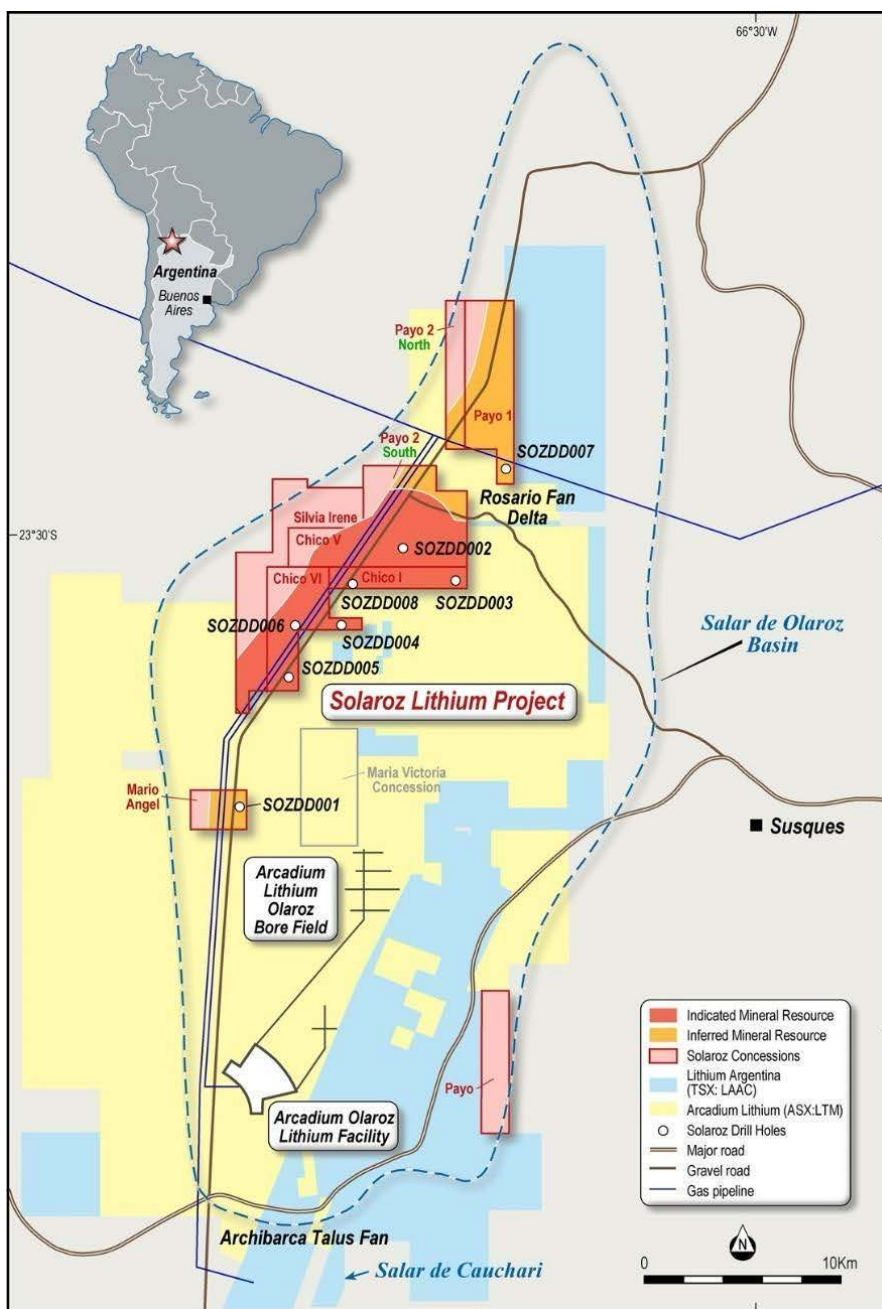 66°30'W
Argentina
Buenos
Aires
Payo 2
North
Payo 1
Payo 2
South
SOZDD007
Rosario Fan
Delta
Silvia Irene
23°30'S
Chico V
SOZDD002
Chico VI
Chico I
SOZDD008
SOZDD003
SOZDD006
SOZDD004
Salar de Olaroz
Basin
SOZDD005
Solaroz Lithium Project
Maria Victoria
Concession
Mario
Angel
SOZDD001
Susques
Arcadium
Lithium
Olaroz
Bore Field
Payo
Arcadium Olaroz
Lithium Facility
Archibarca Talus Fan
Salar de Cauchari
Indicated Mineral Resource
Inferred Mineral Resource
Solaroz Concessions
Lithium Argentina
(TSX: LAAC)
Arcadium Lithium (ASX:LTM)
Solaroz Drill Holes
Major road
Gravel road
Gas pipeline
N
0 10Km